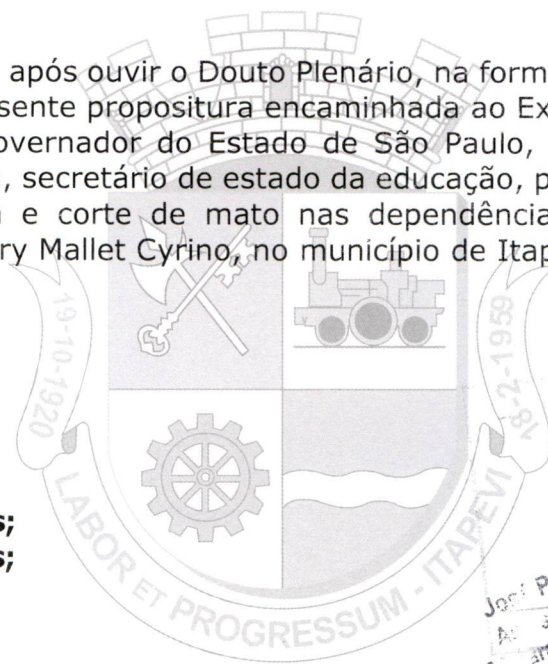 após ouvir o Douto Plenário, na form
sente propositura encaminhada ao Ex
overnador do Estado de São Paulo,
, secretário de estado da educação, p
e corte de mato nas dependência
ry Mallet Cyrino, no município de Itap
19-10-1920
18-2-1959
s;
s;
LABOR ET PROGRESSUM - ITAPEVI
José P